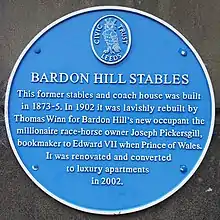 CIVIC TRUST
LEEDS
BARDON HILL STABLES
This former stables and coach house was built
in 1873-5. In 1902 it was lavishly rebuilt by
Thomas Winn for Bardon Hill's new occupant the
millionaire race-horse owner Joseph Pickersgill,
bookmaker to Edward VII when Prince of Wales.
It was renovated and converted
to luxury apartments
in 2002.